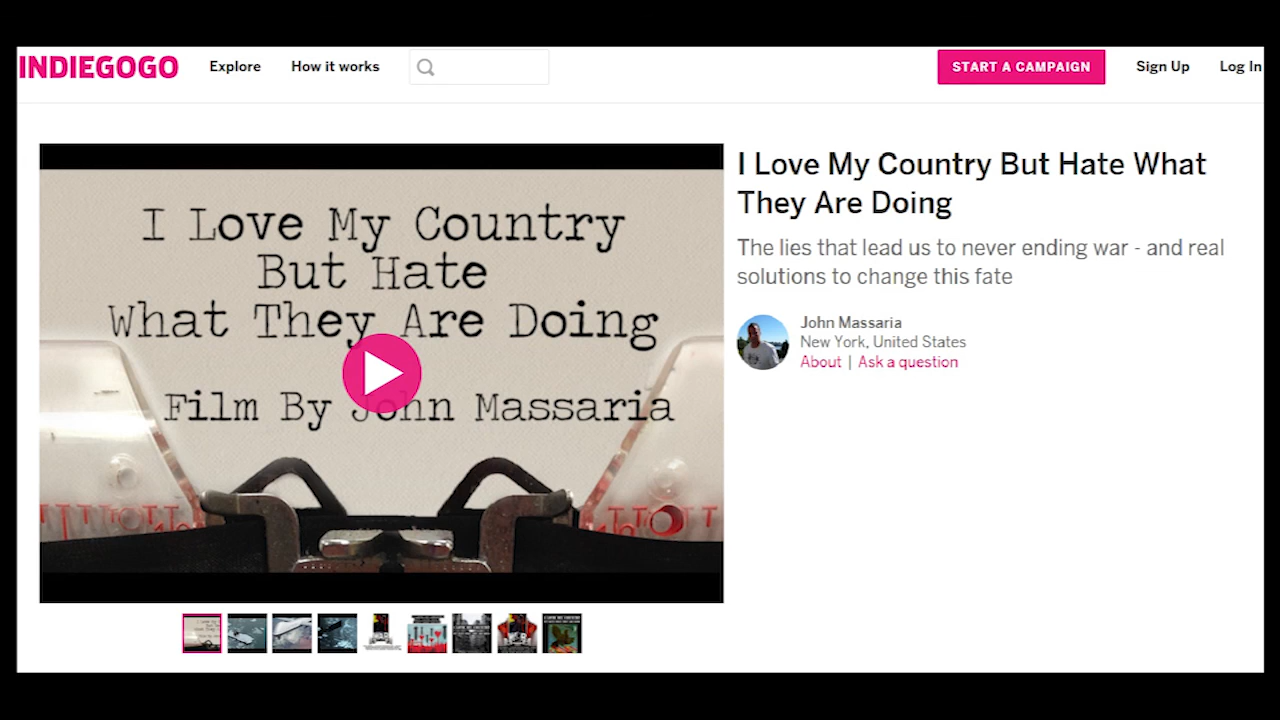 INDIEGOGO
Explore
How it works
START A CAMPAIGN
Sign Up
Log In
I Love My Country
But Hate
What They Are Doing
Film By John Massaria
I Love My Country But Hate What
They Are Doing
The lies that lead us to never ending war - and real
solutions to change this fate
John Massaria
New York, United States
About | Ask a question